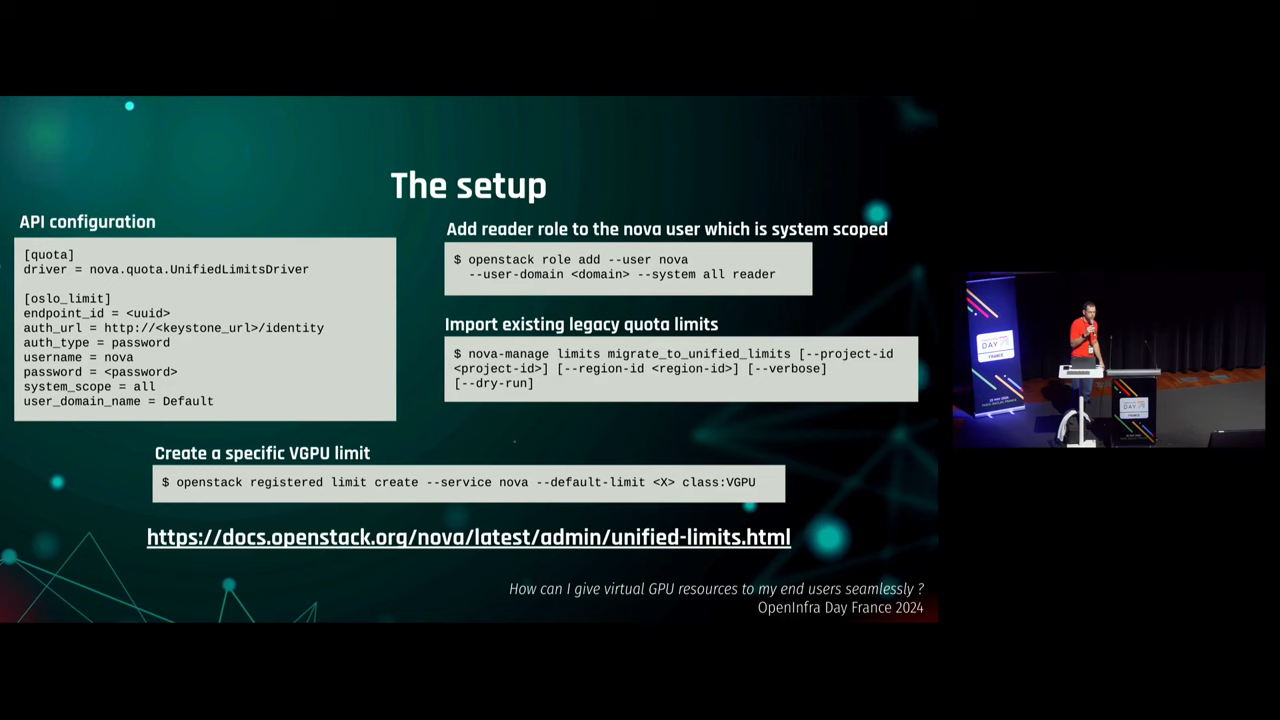 The setup
API configuration
[quota]
driver = nova.quota.UnifiedLimitsDriver
[oslo_limit]
endpoint_id = <uuid>
auth_url = http://<keystone_url>/identity
auth_type = password
username = nova
password = <password>
system_scope = all
user_domain_name = Default
Add reader role to the nova user which is system scoped
$ openstack role add --user nova
--user-domain <domain> --system all reader
Import existing legacy quota limits
$ nova-manage limits migrate_to_unified_limits [--project-id
<project-id>] [--region-id <region-id>] [--verbose]
[--dry-run]
Create a specific VGPU limit
$ openstack registered limit create --service nova --default-limit <X> class:VGPU
https://docs.openstack.org/nova/latest/admin/unified-limits.html
How can I give virtual GPU resources to my end users seamlessly ?
OpenInfra Day France 2024
DAY
FRANCE
DAY
FRANCE